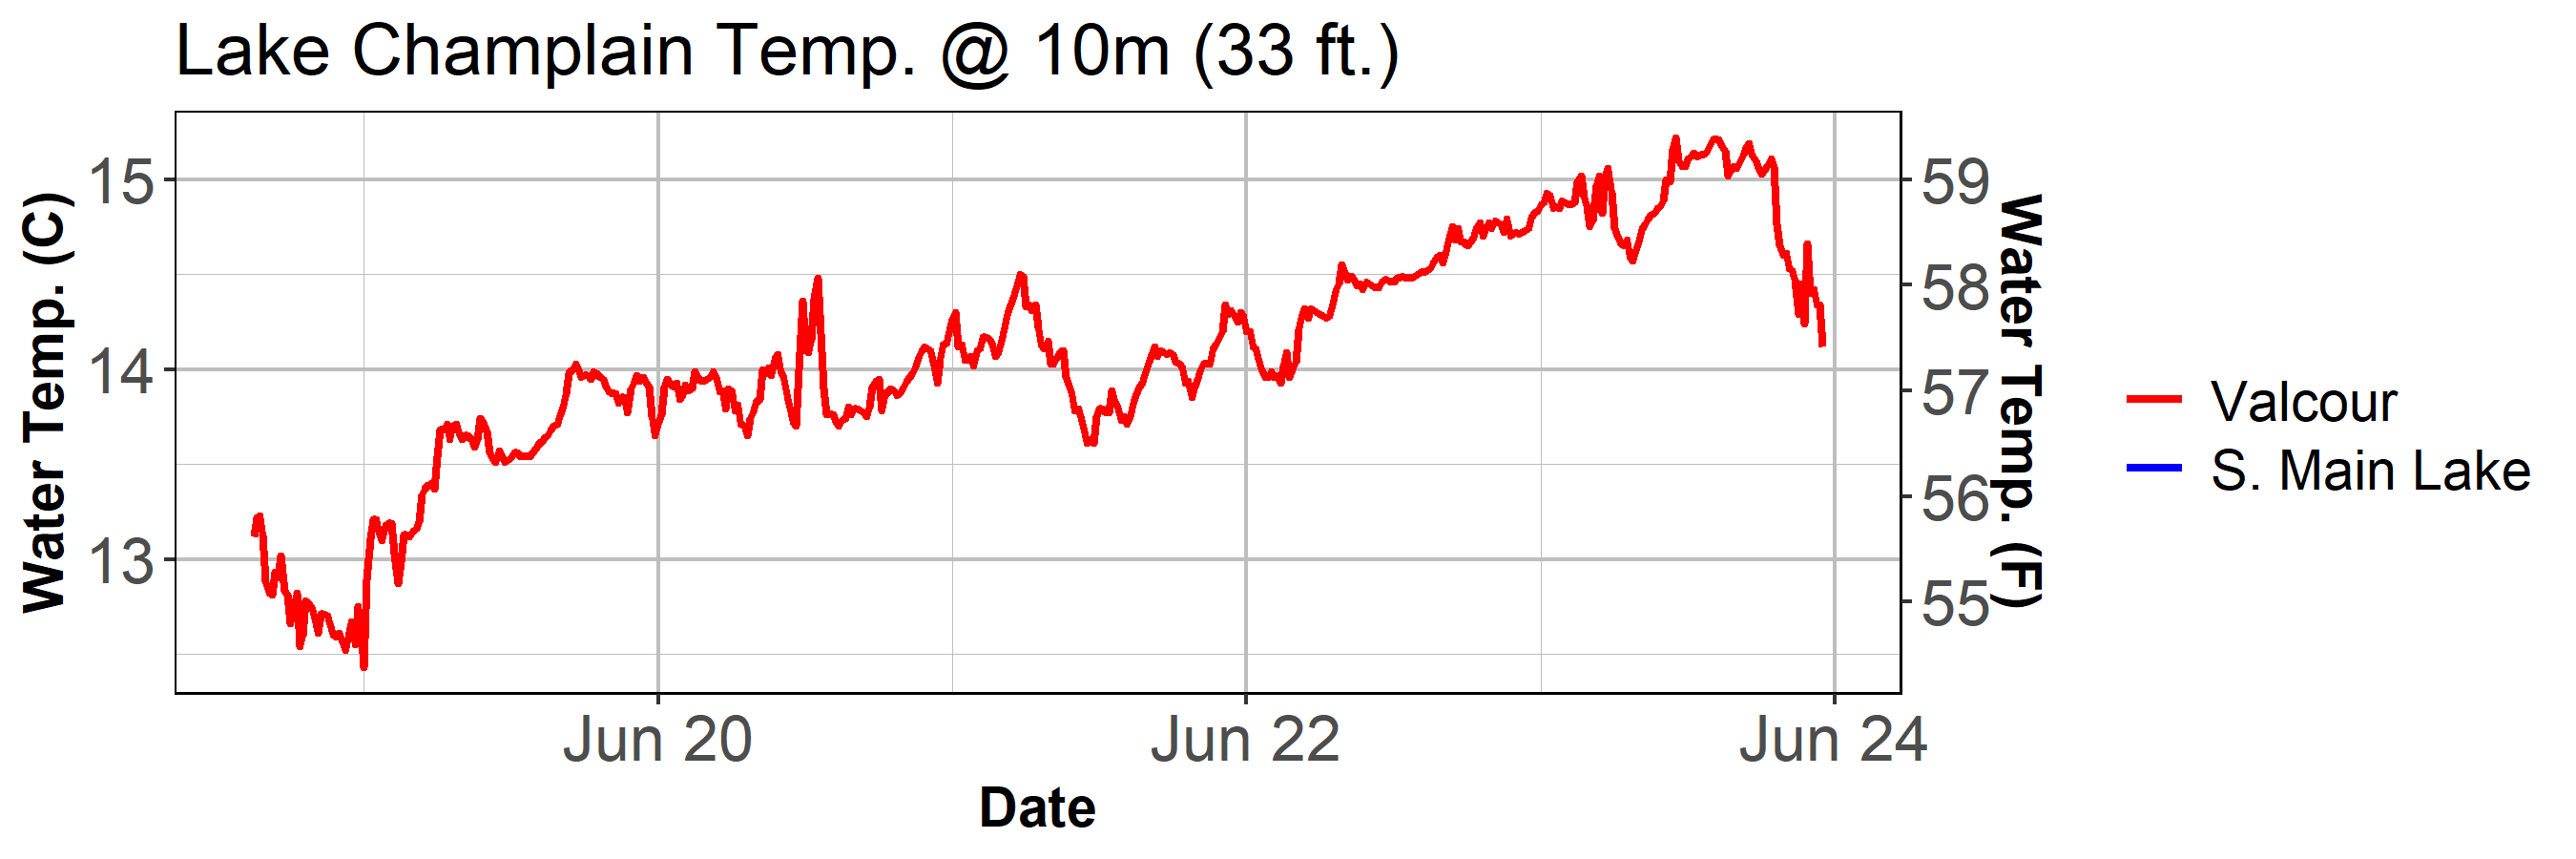 Lake Champlain Temp. @ 10m (33 ft.)
Water Temp. (C)
15
14
13
59
58
57
56
55
Water Temp. (F)
Jun 20
Jun 22
Jun 24
Date
Valcour
S. Main Lake